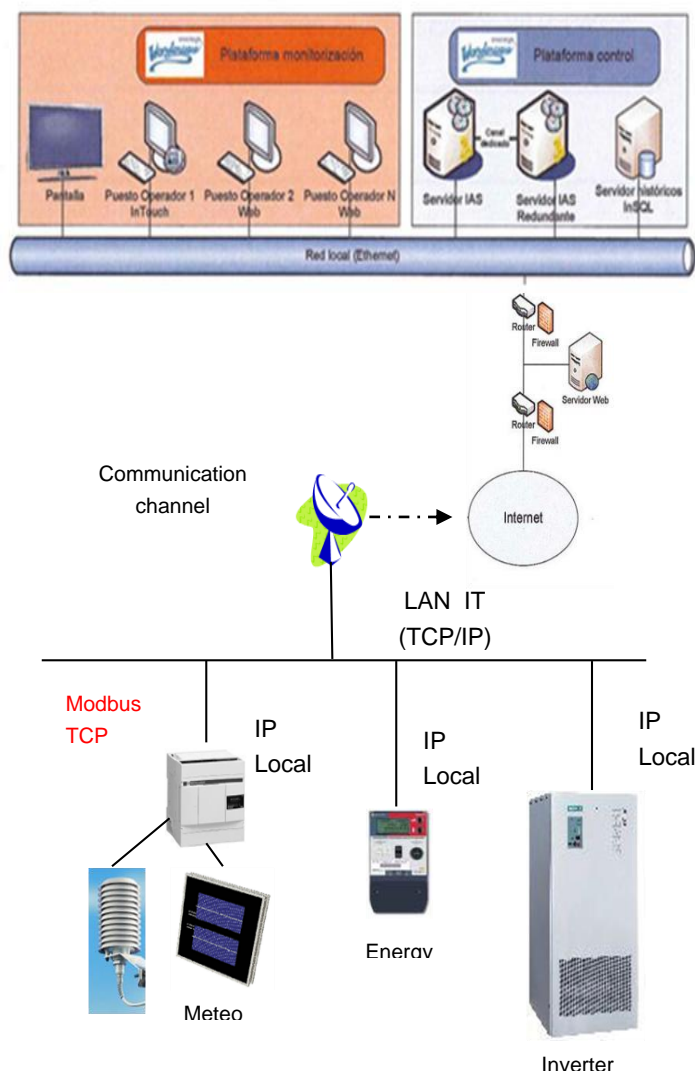 Plataforma monitorización
Plataforma control
Pantalla
Puesto Operador 1
InTouch
Puesto Operador 2
Web
Puesto Operador N
Web
Servidor IAS
Canal
dedicado
Servidor IAS
Redundante
Servidor históricos
InSQL
Red local (Ethernet)
Router
Firewall
Servidor Web
Router
Firewall
Internet
Communication
channel
LAN IT
(TCP/IP)
Modbus
TCP
IP
Local
IP
Local
IP
Local
Energy
Meteo
Inverter